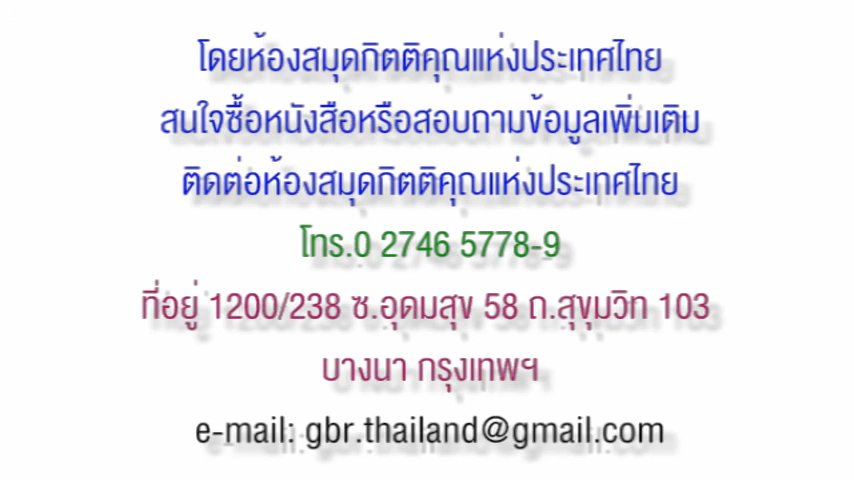 โดยห้องสมุดกิตติคุณแห่งประเทศไทย
สนใจซื้อหนังสือหรือสอบถามข้อมูลเพิ่มเติม
ติดต่อห้องสมุดกิตติคุณแห่งประเทศไทย
โทร.0 2746 5778-9
ที่อยู่ 1200/238 ซ.อุดมสุข 58 ถ.สุขุมวิท 103
บางนา กรุงเทพฯ
e-mail: gbr.thailand@gmail.com